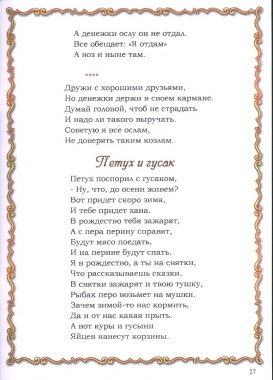 А денежки ослу он не отдал.
Все обещает: «Я отдам»
А воз и ныне там.
****
Дружи с хорошими друзьями,
Но денежки держи в своем кармане.
Думай головой, чтоб не страдать
И надо ли такого выручать.
Советую я все ослам,
Не доверять таким козлам.
Петух и гусак
Петух поспорил с гусаком,
- Ну, что, до осени живем?
Вот придет скоро зима,
И тебе придет хана.
В рождество тебя зажарят,
А с пера перину справят,
Будут мясо поедать,
И на перине будут спать.
Я в рождество, а ты на святки,
Что рассказываешь сказки.
В святки зажарят и твою тушку,
Рыбак перо возьмет на мушки.
Зачем зимой-то нас кормить,
Да и от нас какая прыть.
А вот куры и гусыни
Яйцев нанесут корзины.
27